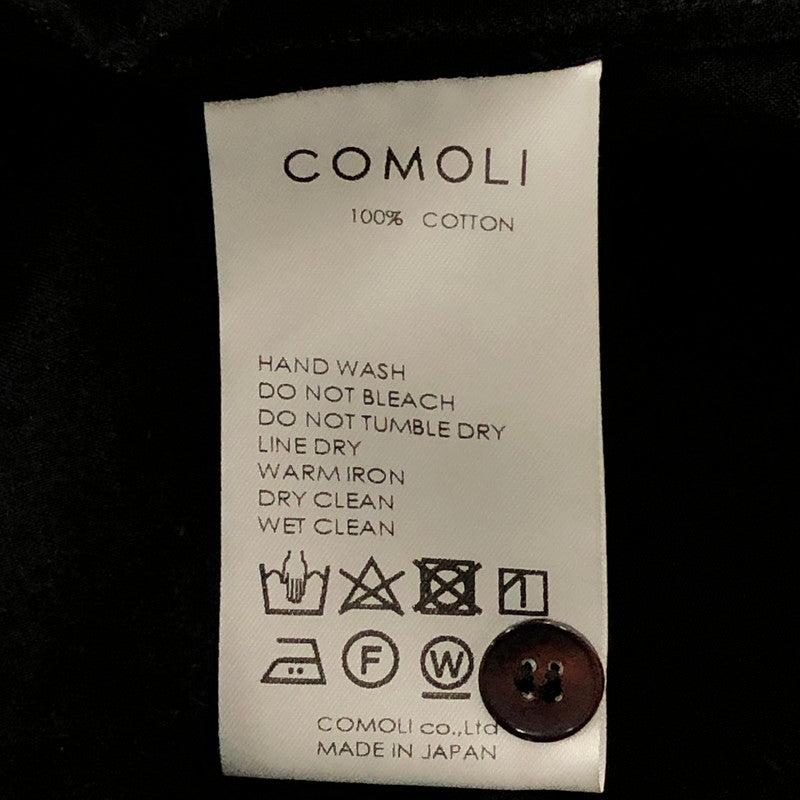 COMOLI
100% COTTON
HAND WASH
DO NOT BLEACH
DO NOT TUMBLE DRY
LINE DRY
WARM IRON
DRY CLEAN
WET CLEAN
F W
COMOLI co.,Ltd
MADE IN JAPAN